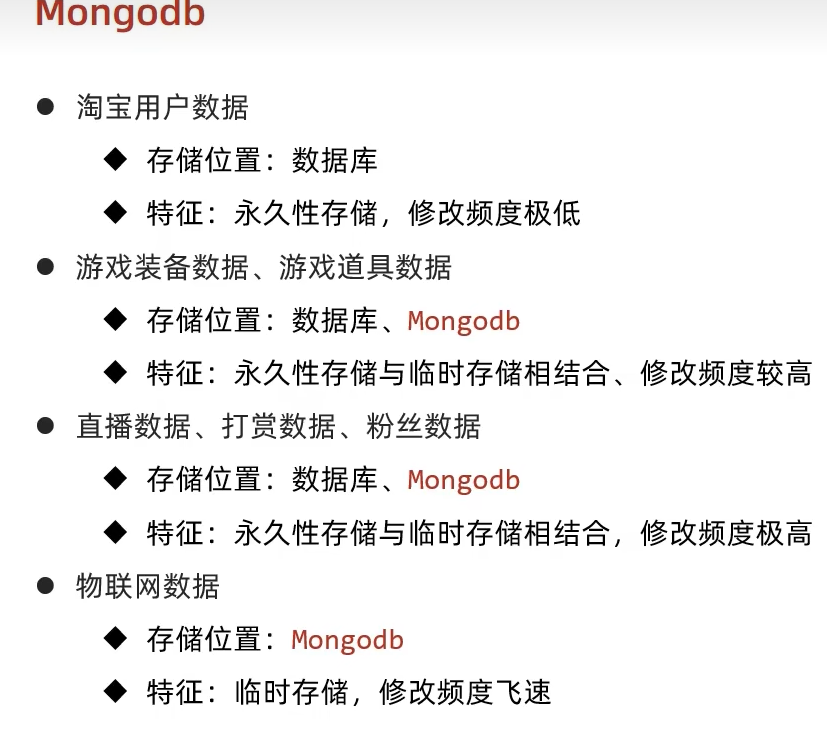 Mongodb
● 淘宝用户数据
◆ 存储位置：数据库
◆ 特征：永久性存储，修改频度极低
● 游戏装备数据、游戏道具数据
◆ 存储位置：数据库、Mongodb
◆ 特征：永久性存储与临时存储相结合、修改频度较高
● 直播数据、打赏数据、粉丝数据
◆ 存储位置：数据库、Mongodb
◆ 特征：永久性存储与临时存储相结合，修改频度极高
● 物联网数据
◆ 存储位置：Mongodb
◆ 特征：临时存储，修改频度飞速